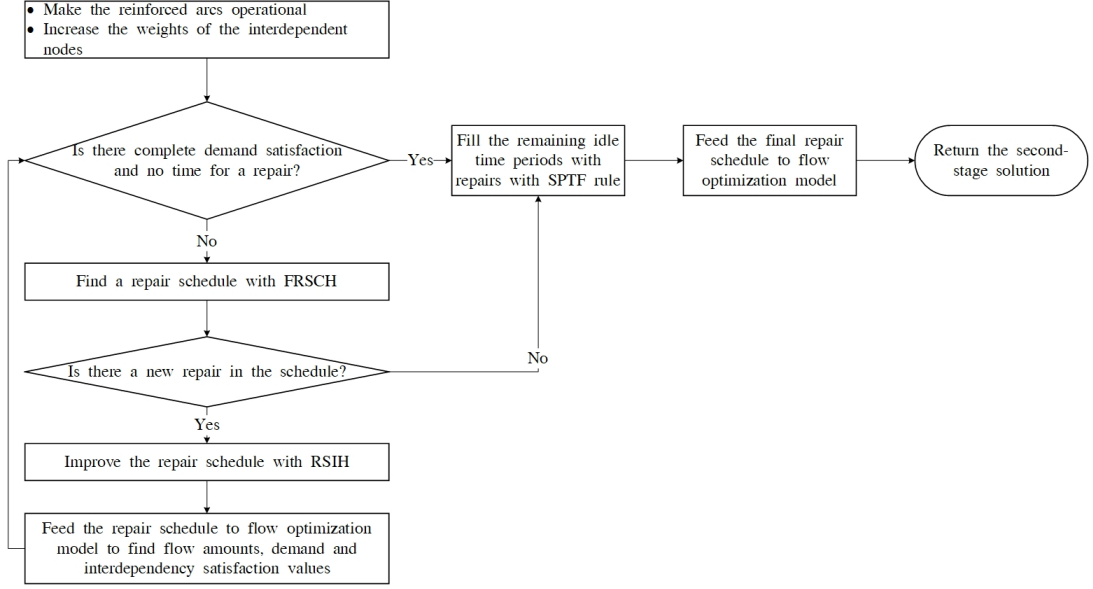 • Make the reinforced arcs operational
• Increase the weights of the interdependent
nodes
Is there complete demand satisfaction
and no time for a repair?
Yes
Fill the remaining idle
time periods with
repairs with SPTF rule
Feed the final repair
schedule to flow
optimization model
Return the second-
stage solution
No
Find a repair schedule with FRSCH
Is there a new repair in the schedule?
No
Yes
Improve the repair schedule with RSIH
Feed the repair schedule to flow optimization
model to find flow amounts, demand and
interdependency satisfaction values